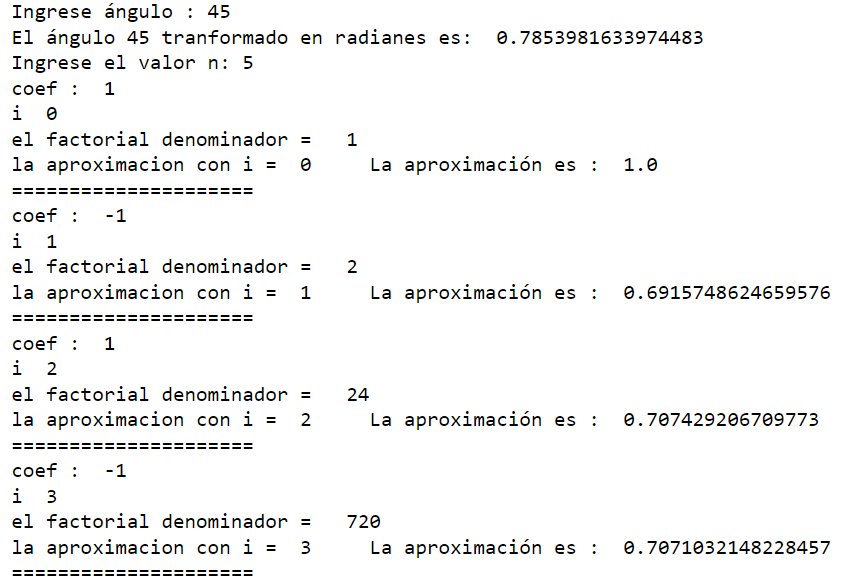 Ingrese ángulo : 45
El ángulo 45 tranformado en radianes es:  0.7853981633974483
Ingrese el valor n: 5
coef :  1
i  0
el factorial denominador =   1
la aproximacion con i =  0     La aproximación es :  1.0
=====================
coef :  -1
i  1
el factorial denominador =   2
la aproximacion con i =  1     La aproximación es :  0.6915748624659576
=====================
coef :  1
i  2
el factorial denominador =   24
la aproximacion con i =  2     La aproximación es :  0.707429206709773
=====================
coef :  -1
i  3
el factorial denominador =   720
la aproximacion con i =  3     La aproximación es :  0.7071032148228457
=====================